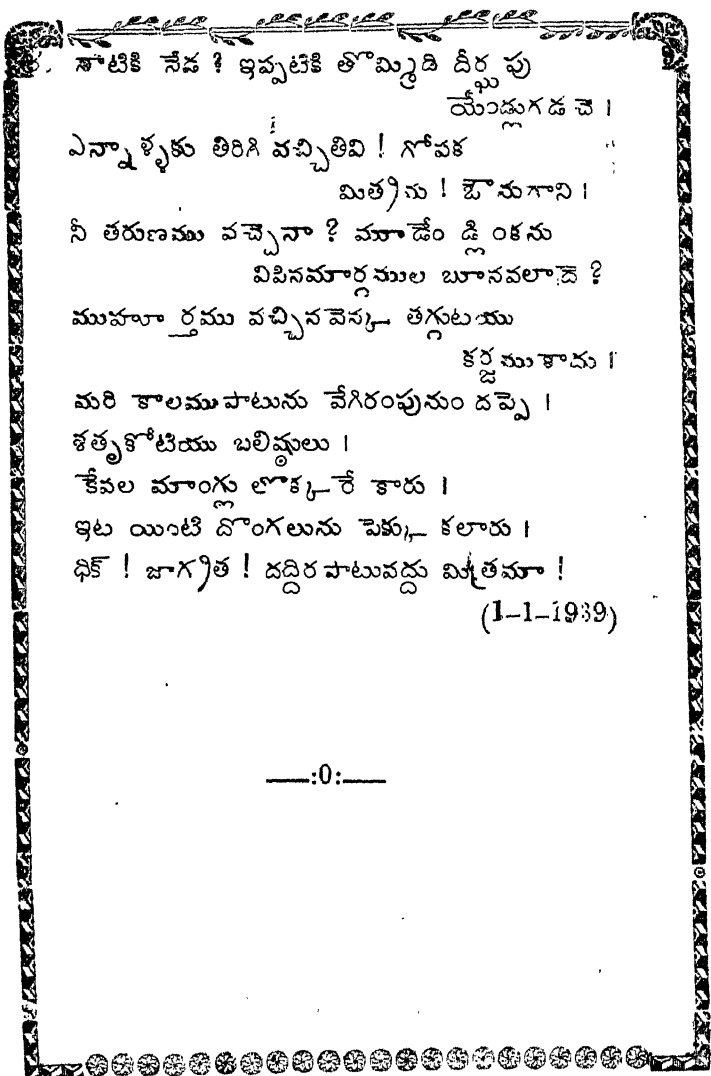 నాటికి నేడ ? ఇప్పటికి తొమ్మిది దీర్ఘపు
యేండ్లుగడచె ।
ఎన్నాళ్ళకు తిరిగి వచ్చితివి ! గోపక
మిత్రను ! ఔనుగాని ।
నీ తరుణము వచ్చెనా ? మూడేం డ్లింకను
విపినమార్గముల బూనవలాదె ?
ముహూర్తము వచ్చినవెన్క తగ్గుటయు
కర్జముకాదు ।
మరి కాలముపాటును వేగిరంపునుం దప్పె ।
శతృకోటియు బలిష్ఠులు ।
కేవల మాంగ్లు లొక్కరే కారు ।
ఇట యింటి దొంగలును పెక్కు కలారు ।
ధిక్ ! జాగ్రత ! దద్దిరపాటువద్దు మిత్రమా !
(1-1-1939)
—:0:—